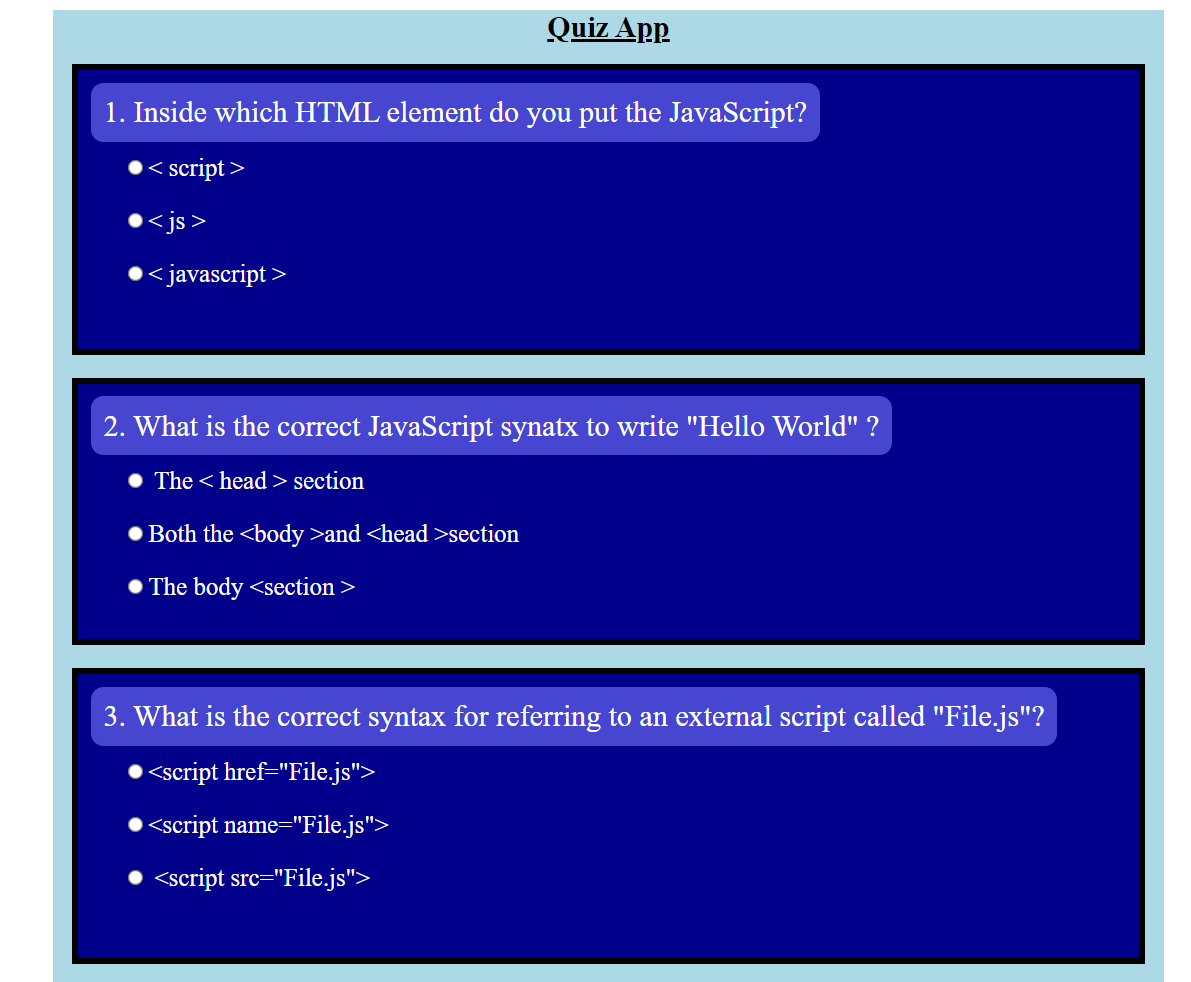 Quiz App
1. Inside which HTML element do you put the JavaScript?
< script >
< js >
< javascript >
2. What is the correct JavaScript synatx to write "Hello World" ?
The < head > section
Both the <body >and <head >section
The body <section >
3. What is the correct syntax for referring to an external script called "File.js"?
<script href="File.js">
<script name="File.js">
<script src="File.js">